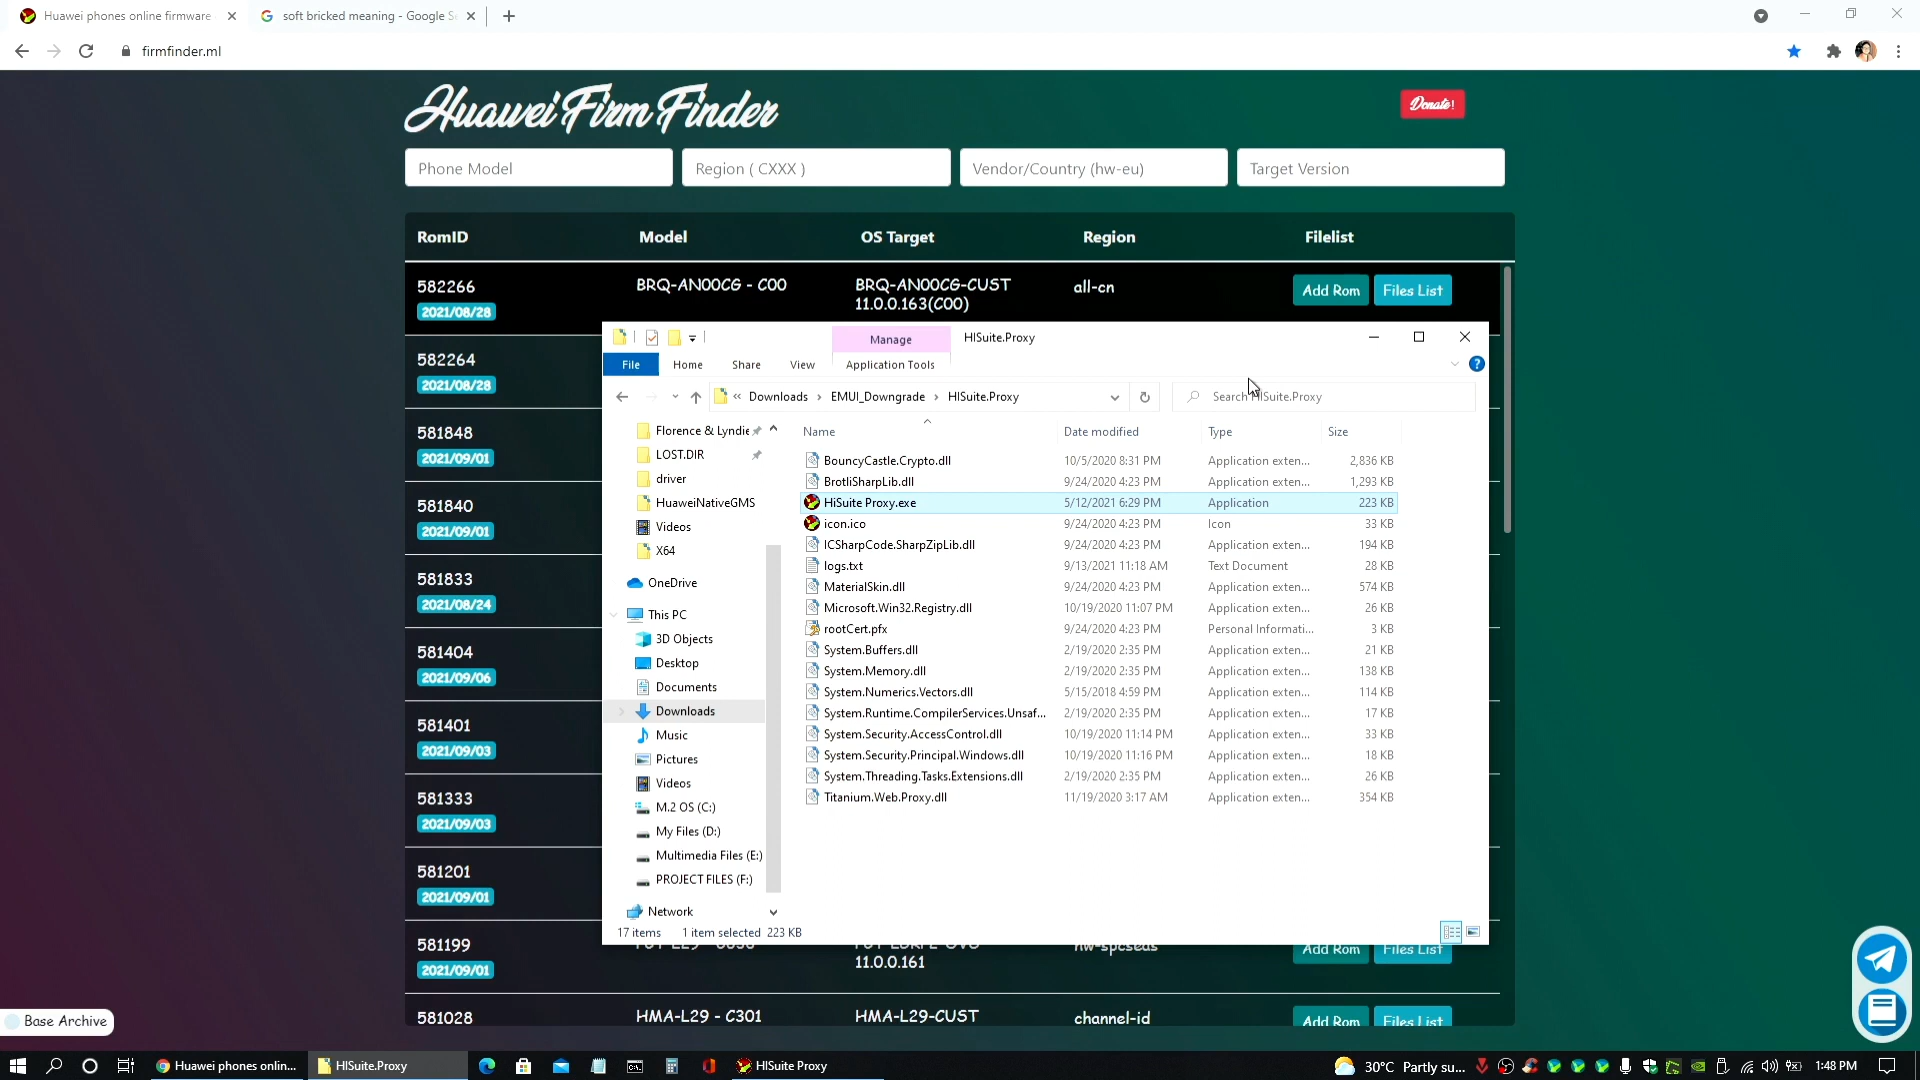 Huawei phones online firmware
soft bricked meaning - Google Se
firmfinder.ml
Huawei Firm Finder
Donate!
Phone Model
Region ( CXXX )
Vendor/Country (hw-eu)
Target Version
RomID Model OS Target Region Filelist
582266
2021/08/28
BRQ-AN00CG - C00
BRQ-AN00CG-CUST
11.0.0.163(C00)
all-cn
Add Rom Files List
582264
2021/08/28
581848
2021/09/01
581840
2021/09/01
581833
2021/08/24
581404
2021/09/06
581401
2021/09/03
581333
2021/09/03
581201
2021/09/01
581199
2021/09/01
11.0.0.161
Add Rom Files List
581028
HMA-L29 - C301
HMA-L29-CUST
channel-id
Add Rom Files List
Manage
HISuite.Proxy
File Home Share View Application Tools
« Downloads › EMUI_Downgrade › HISuite.Proxy
Search HISuite.Proxy
Florence & Lyndie
LOST.DIR
driver
HuaweiNativeGMS
Videos
X64
OneDrive
This PC
3D Objects
Desktop
Documents
Downloads
Music
Pictures
Videos
M.2 OS (C:)
My Files (D:)
Multimedia Files (E:)
PROJECT FILES (F:)
Network
Name Date modified Type Size
BouncyCastle.Crypto.dll 10/5/2020 8:31 PM Application exten... 2,836 KB
BrotliSharpLib.dll 9/24/2020 4:23 PM Application exten... 1,293 KB
HiSuite Proxy.exe 5/12/2021 6:29 PM Application 223 KB
icon.ico 9/24/2020 4:23 PM Icon 33 KB
ICSharpCode.SharpZipLib.dll 9/24/2020 4:23 PM Application exten... 194 KB
logs.txt 9/13/2021 11:18 AM Text Document 28 KB
MaterialSkin.dll 9/24/2020 4:23 PM Application exten... 574 KB
Microsoft.Win32.Registry.dll 10/19/2020 11:07 PM Application exten... 26 KB
rootCert.pfx 9/24/2020 4:23 PM Personal Informati... 3 KB
System.Buffers.dll 2/19/2020 2:35 PM Application exten... 21 KB
System.Memory.dll 2/19/2020 2:35 PM Application exten... 138 KB
System.Numerics.Vectors.dll 5/15/2018 4:59 PM Application exten... 114 KB
System.Runtime.CompilerServices.Unsaf... 2/19/2020 2:35 PM Application exten... 17 KB
System.Security.AccessControl.dll 10/19/2020 11:14 PM Application exten... 33 KB
System.Security.Principal.Windows.dll 10/19/2020 11:16 PM Application exten... 18 KB
System.Threading.Tasks.Extensions.dll 2/19/2020 2:35 PM Application exten... 26 KB
Titanium.Web.Proxy.dll 11/19/2020 3:17 AM Application exten... 354 KB
17 items 1 item selected 223 KB
Base Archive
Huawei phones onlin...
HISuite.Proxy
HISuite Proxy
30°C Partly su...
1:48 PM